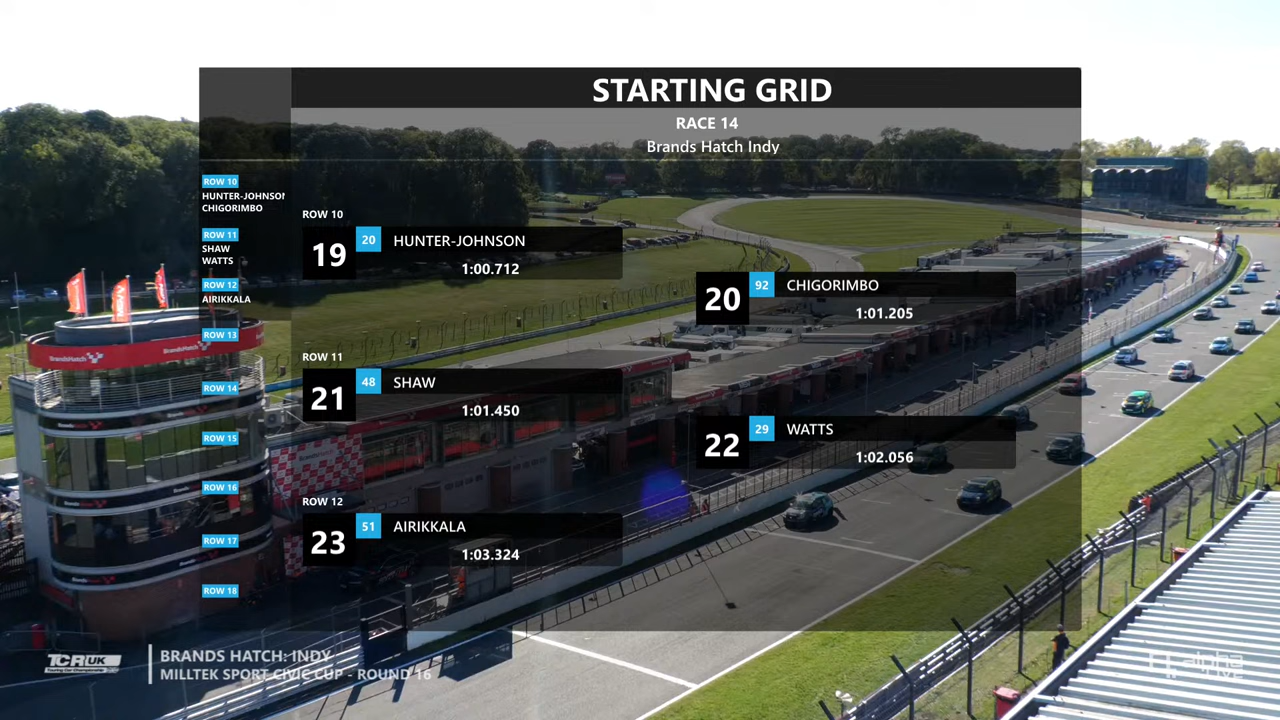 STARTING GRID
RACE 14
Brands Hatch Indy
ROW 10
HUNTER-JOHNSON
CHIGORIMBO
ROW 11
SHAW
WATTS
ROW 12
AIRIKKALA
ROW 13
ROW 14
ROW 15
ROW 16
ROW 17
ROW 18
ROW 10
19 20 HUNTER-JOHNSON
1:00.712
20 92 CHIGORIMBO
1:01.205
ROW 11
21 48 SHAW
1:01.450
22 29 WATTS
1:02.056
ROW 12
23 51 AIRIKKALA
1:03.324
BrandsHatch
BrandsHatch
TCR UK
BRANDS HATCH: INDY
MILLTEK SPORT CIVIC CUP - ROUND 16
alpha
LIVE